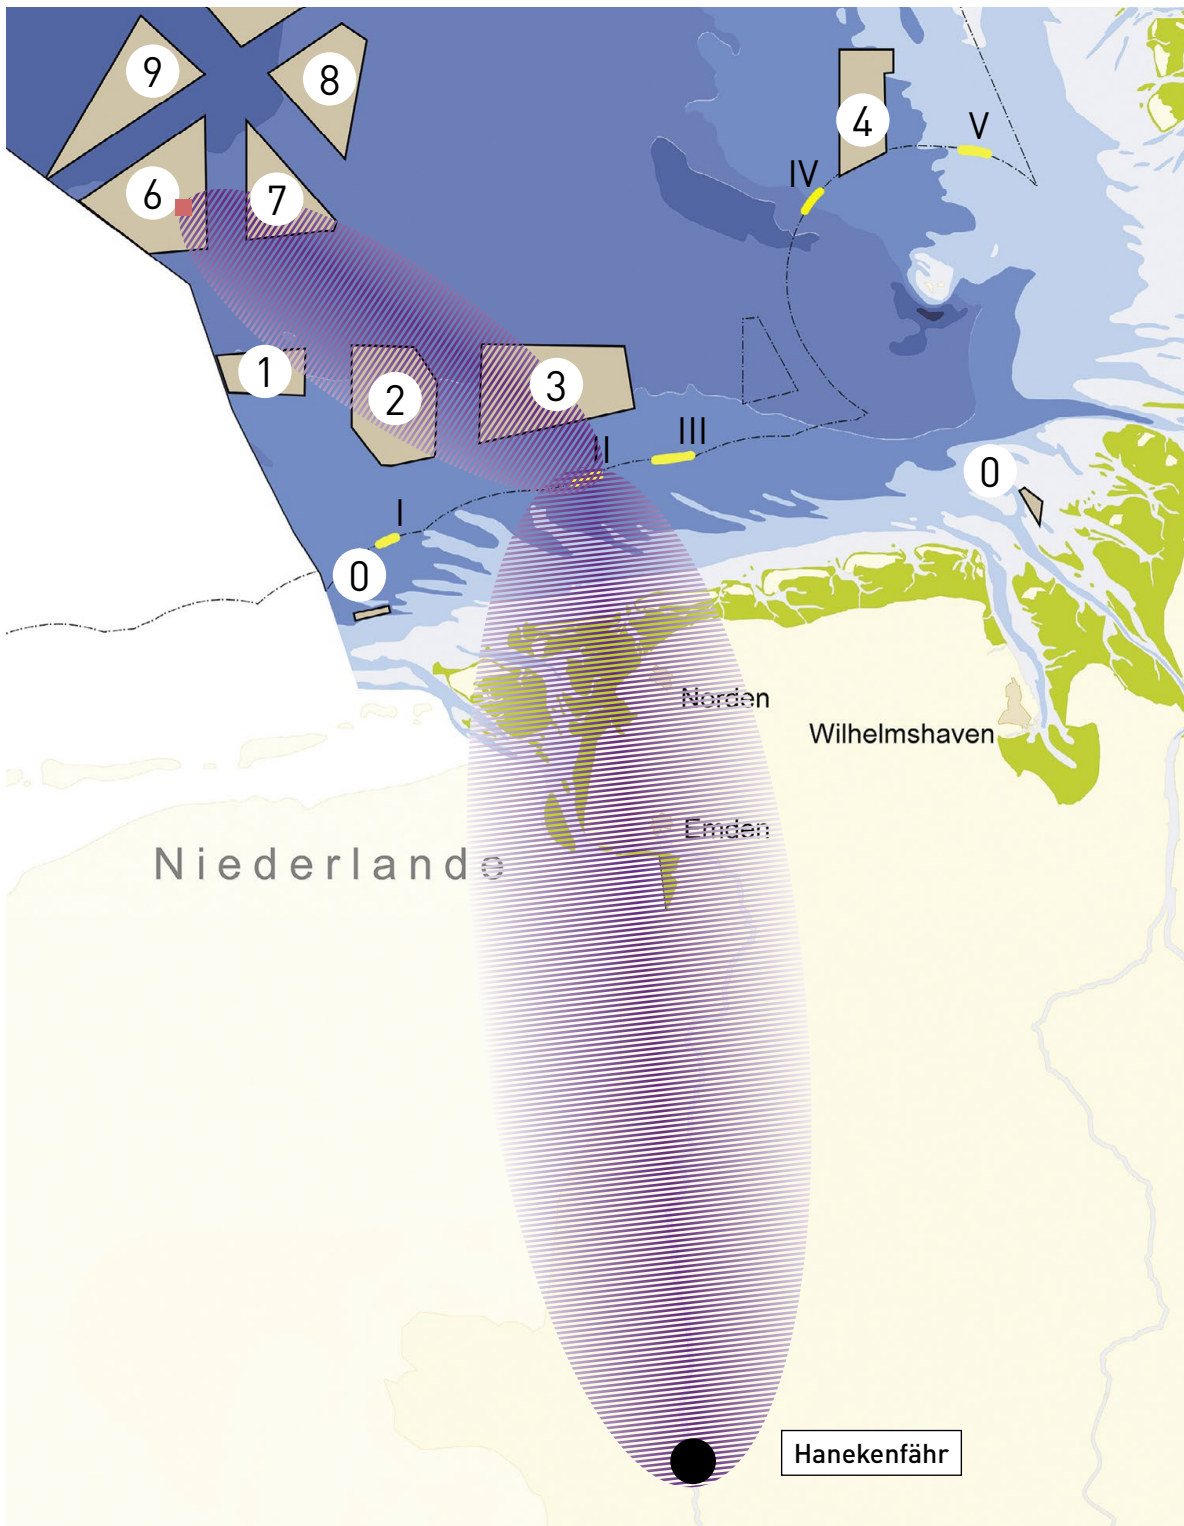 9
8
4
V
6
7
IV
1
2
3
II
III
0
I
0
Norden
Wilhelmshaven
Emden
Niederlande
Hanekenfähr